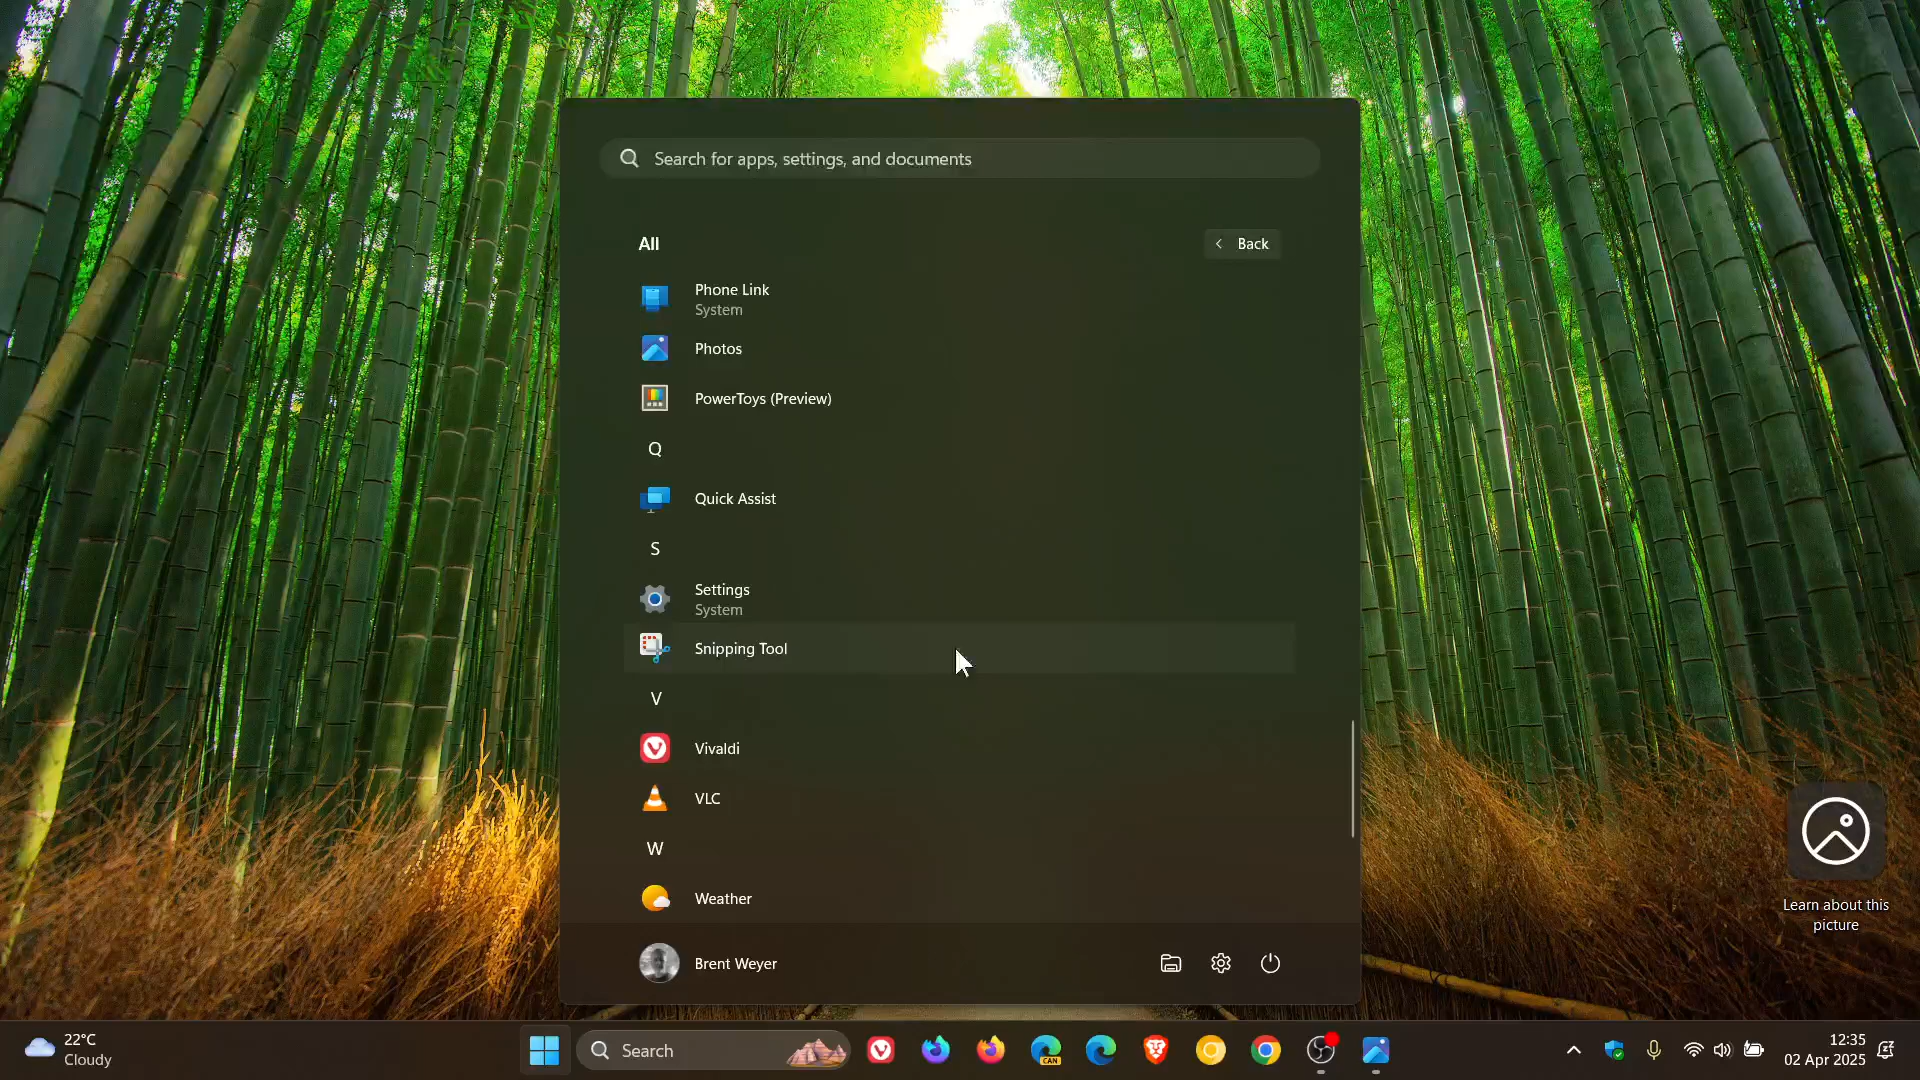 Search for apps, settings, and documents
All
Back
Phone Link
System
Photos
PowerToys (Preview)
Q
Quick Assist
S
Settings
System
Snipping Tool
V
Vivaldi
VLC
W
Weather
Brent Weyer
Learn about this
picture
22°C
Cloudy
Search
CAN
12:35
02 Apr 2025